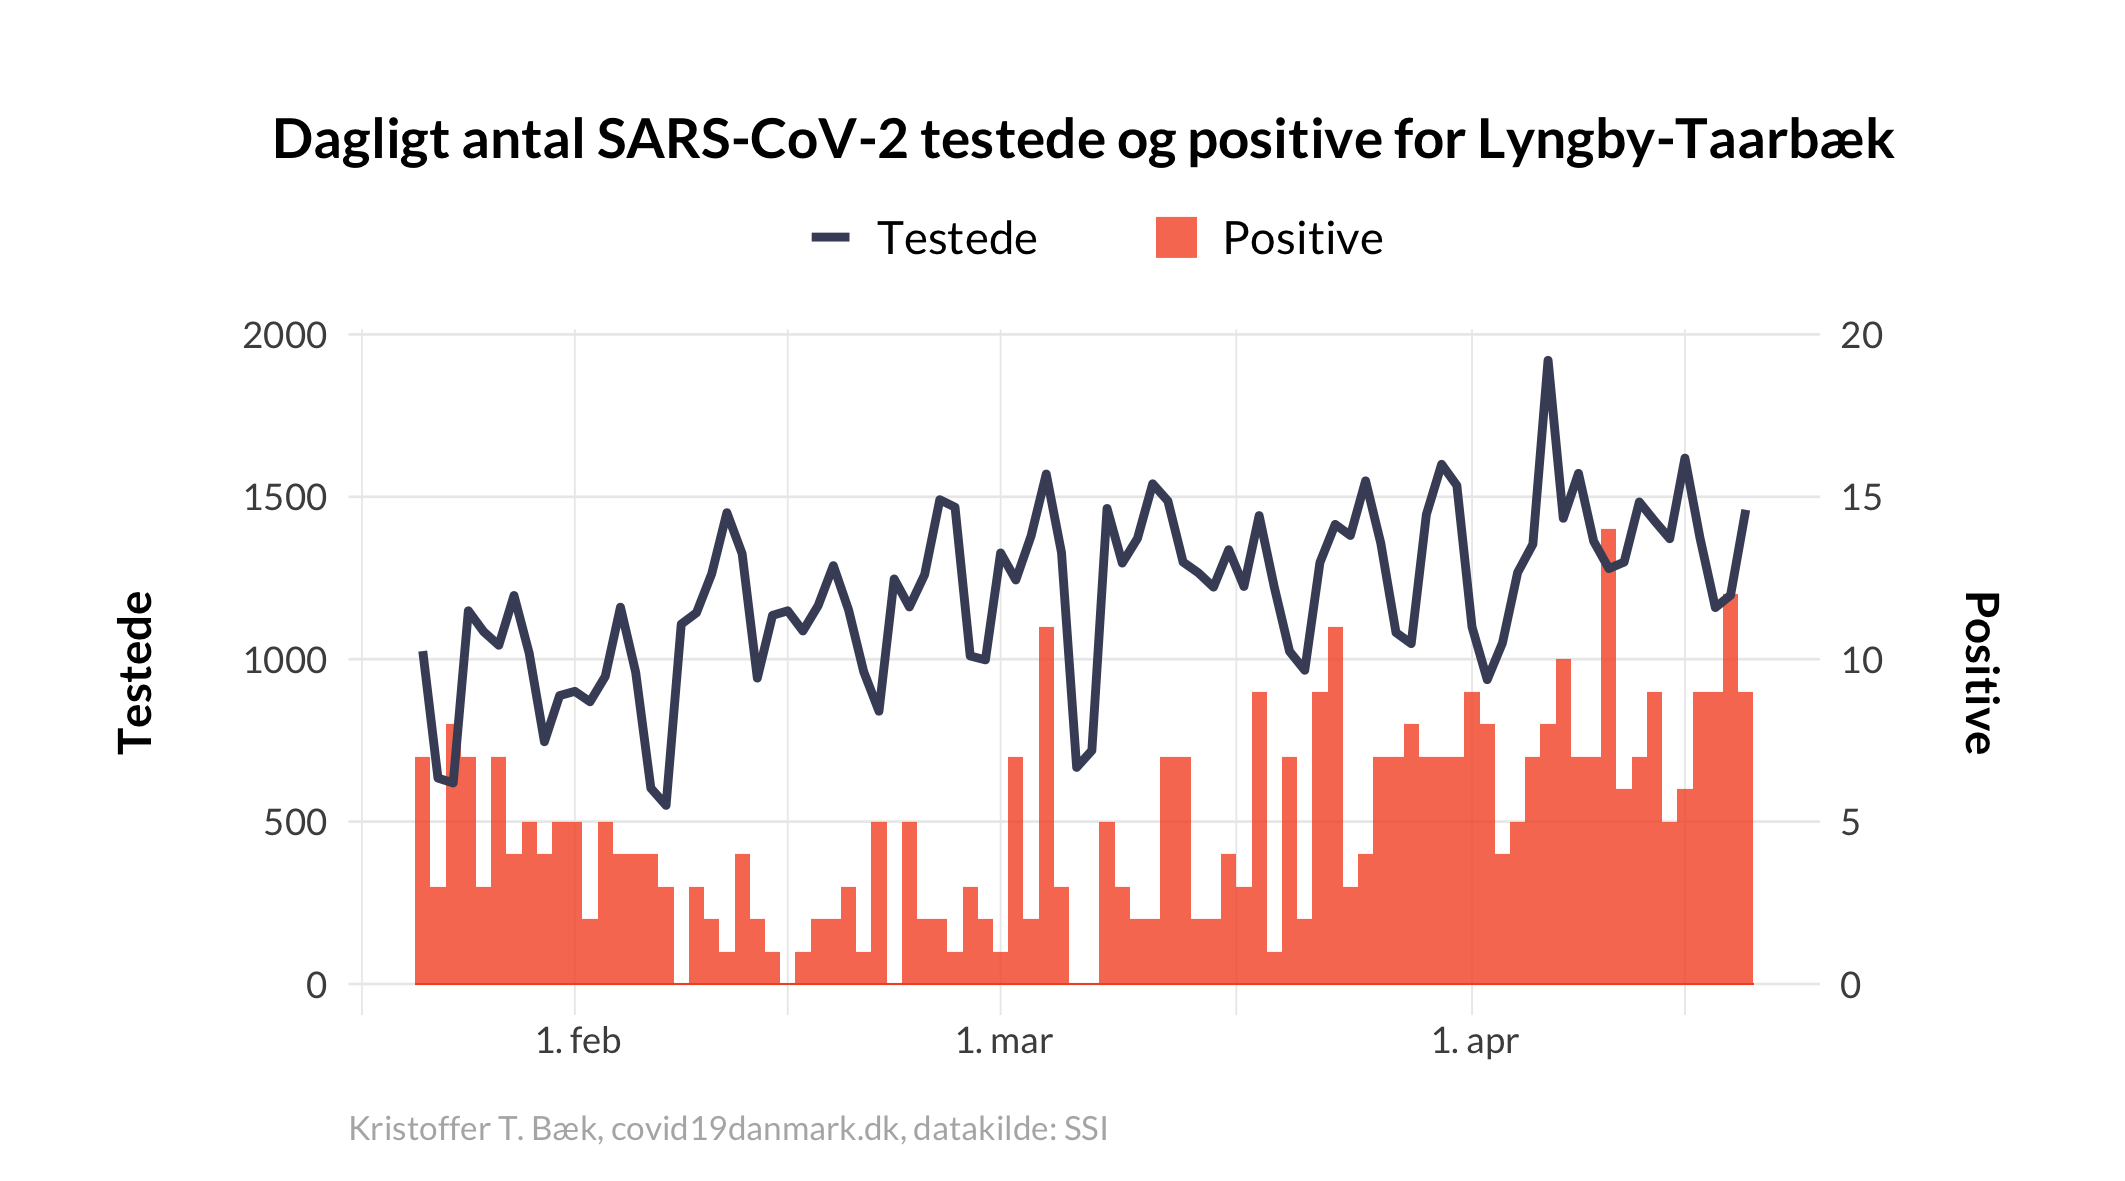 Dagligt antal SARS-CoV-2 testede og positive for Lyngby-Taarbæk
Testede
Positive
2000
1500
1000
500
0
Testede
20
15
10
5
0
Positive
1. feb
1. mar
1. apr
Kristoffer T. Bæk, covid19danmark.dk, datakilde: SSI